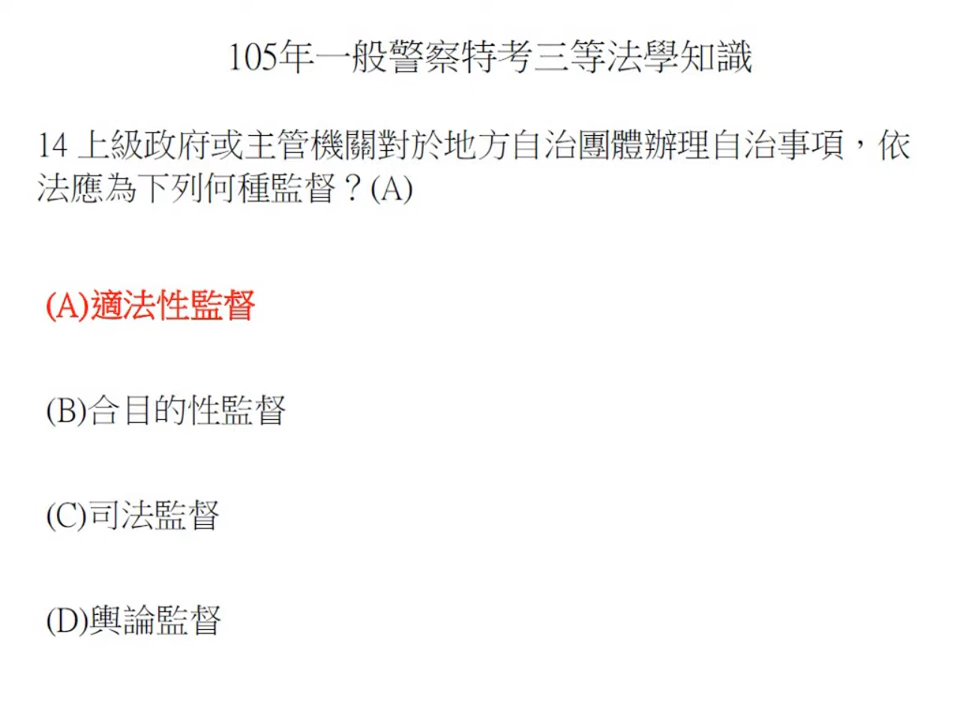 105年一般警察特考三等法學知識
14 上級政府或主管機關對於地方自治團體辦理自治事項，依
法應為下列何種監督？(A)
(A)適法性監督
(B)合目的性監督
(C)司法監督
(D)輿論監督